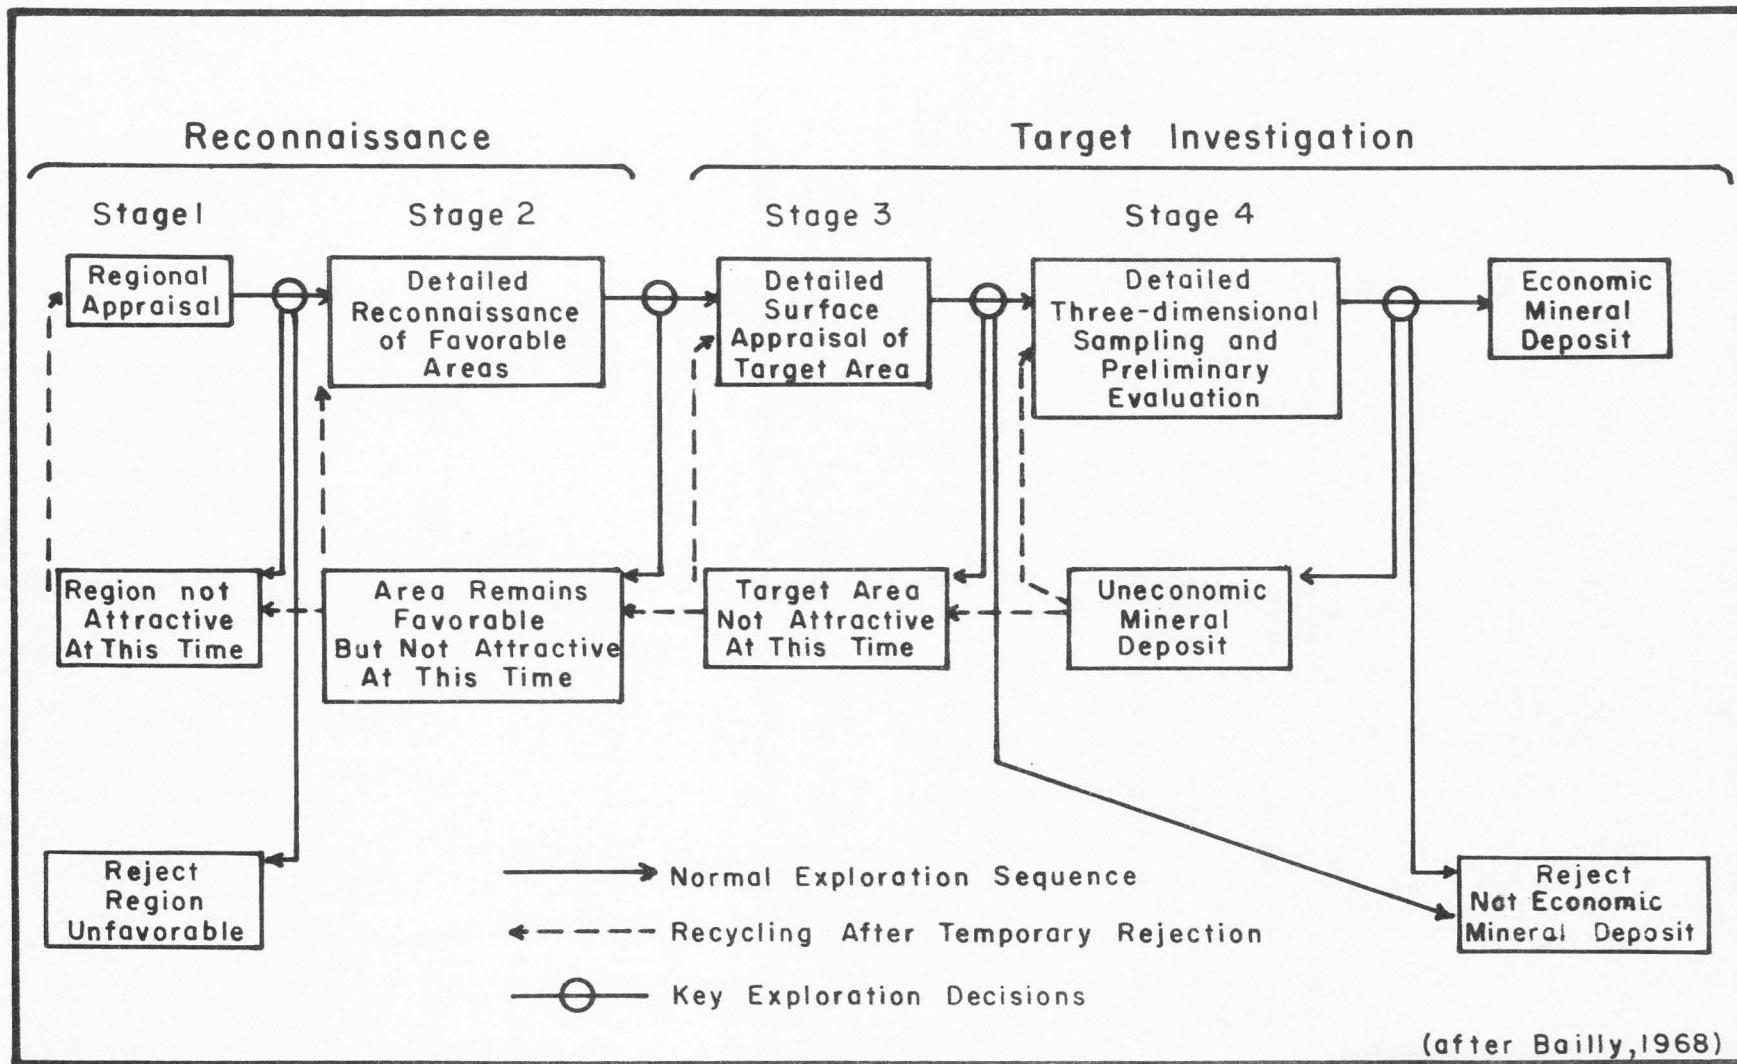 Reconnaissance
Target Investigation
Stage 1
Stage 2
Stage 3
Stage 4
Regional
Appraisal
Detailed
Reconnaissance
of Favorable
Areas
Detailed
Surface
Appraisal of
Target Area
Detailed
Three-dimensional
Sampling and
Preliminary
Evaluation
Economic
Mineral
Deposit
Region not
Attractive
At This Time
Area Remains
Favorable
But Not Attractive
At This Time
Target Area
Not Attractive
At This Time
Uneconomic
Mineral
Deposit
Reject
Region
Unfavorable
Normal Exploration Sequence
Recycling After Temporary Rejection
Key Exploration Decisions
Reject
Not Economic
Mineral Deposit
(after Bailly, 1968)